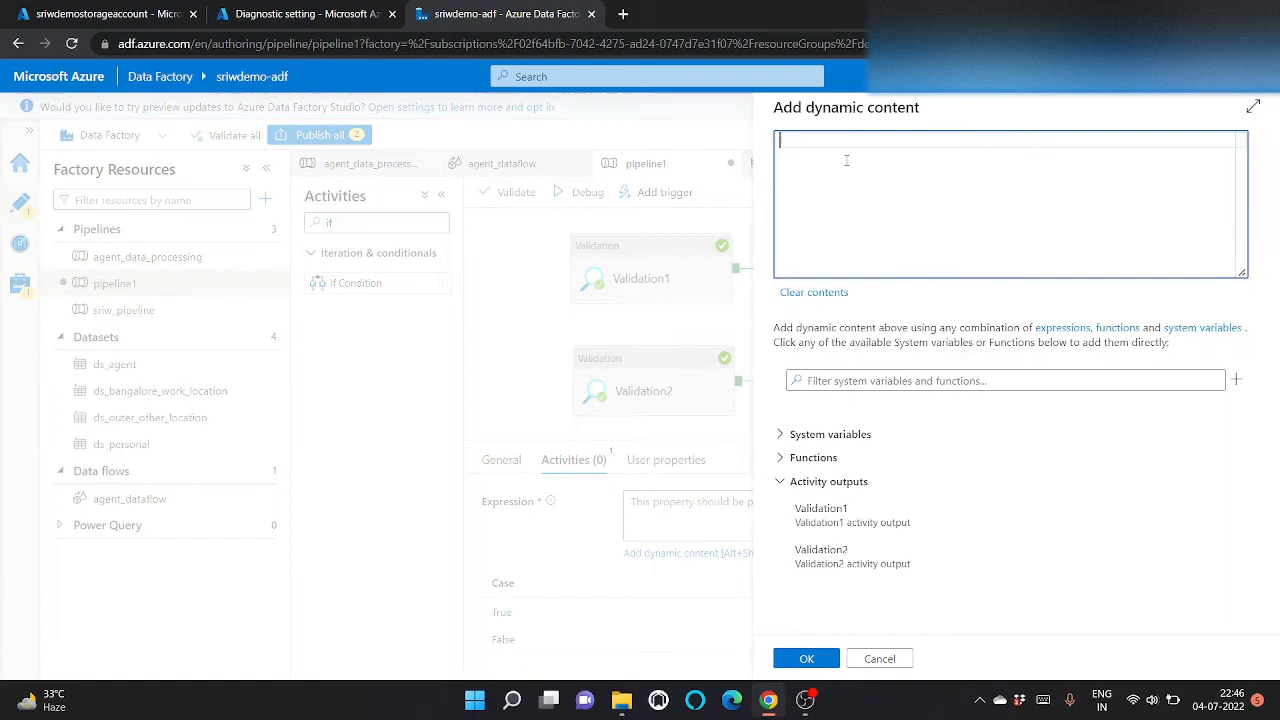 sriwdemostorageaccount - Micros
Diagnostic setting - Microsoft Az
sriwdemo-adf - Azure Data Facto
adf.azure.com/en/authoring/pipeline/pipeline1?factory=%2Fsubscriptions%2F02f64bfb-7042-4275-ad24-0747d7e31f07%2FresourceGroups%2Fde
Microsoft Azure
Data Factory
sriwdemo-adf
Search
Would you like to try preview updates to Azure Data Factory Studio? Open settings to learn more and opt in
Data Factory
Validate all
Publish all 2
Factory Resources
Filter resources by name
Pipelines 3
agent_data_processing
pipeline1
sriw_pipeline
Datasets 4
ds_agent
ds_bangalore_work_location
ds_outer_other_location
ds_personal
Data flows 1
agent_dataflow
Power Query 0
agent_data_process...
agent_dataflow
pipeline1
Activities
if
Iteration & conditionals
If Condition
Validate
Debug
Add trigger
Validation
Validation1
Validation
Validation2
General
Activities (0) 1
User properties
Expression *
This property should be p
Add dynamic content [Alt+Sh
Case
True
False
Add dynamic content
Clear contents
Add dynamic content above using any combination of expressions, functions and system variables .
Click any of the available System variables or Functions below to add them directly:
Filter system variables and functions...
System variables
Functions
Activity outputs
Validation1
Validation1 activity output
Validation2
Validation2 activity output
OK
Cancel
33°C
Haze
ENG
IN
22:46
04-07-2022
5